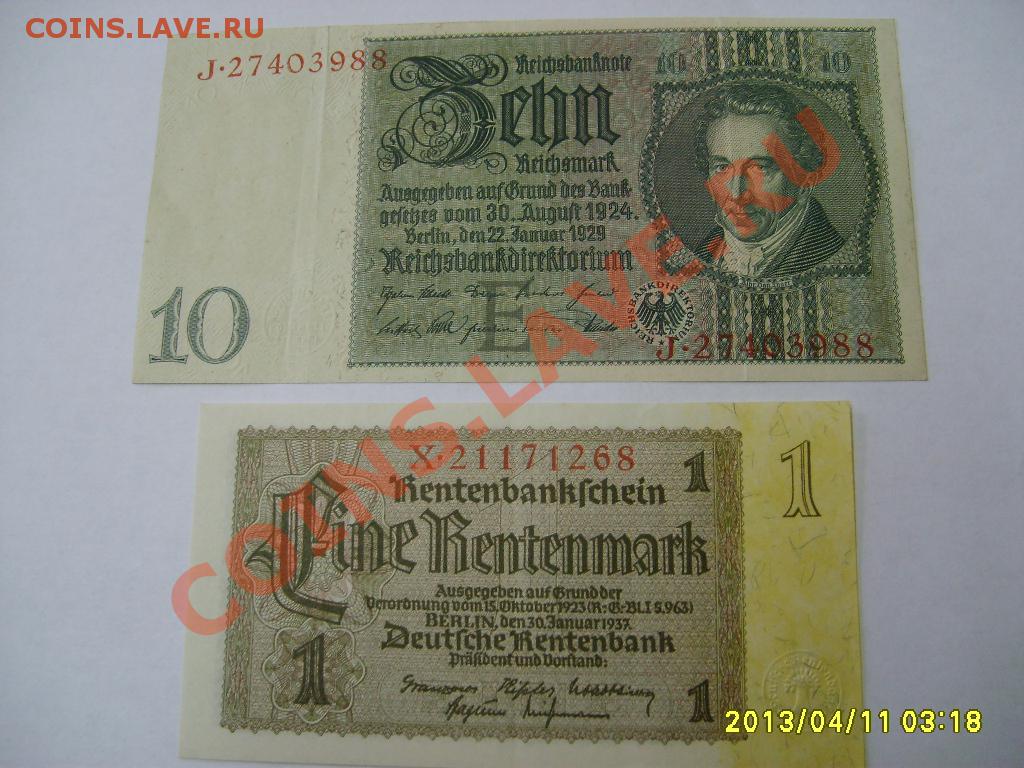 COINS.LAVE.RU
J·27403988
Reichsbanknote
Zehn
Reichsmark
Ausgegeben auf Grund des Bank-
gesetzes vom 30. August 1924.
Berlin, den 22. Januar 1929
Reichsbankdirektorium
10
10
10
E
REICHSBANKDIREKTORIUM
J·27403988
COINS.LAVE.RU
X·21171268
1
1
Rentenbankschein
Eine Rentenmark
Ausgegeben auf Grund der
Verordnung vom 15. Oktober 1923 (R.-G.-Bl. I S. 963)
BERLIN, den 30. Januar 1937.
Deutsche Rentenbank
Präsident und Vorstand:
1
1
2013/04/11 03:18